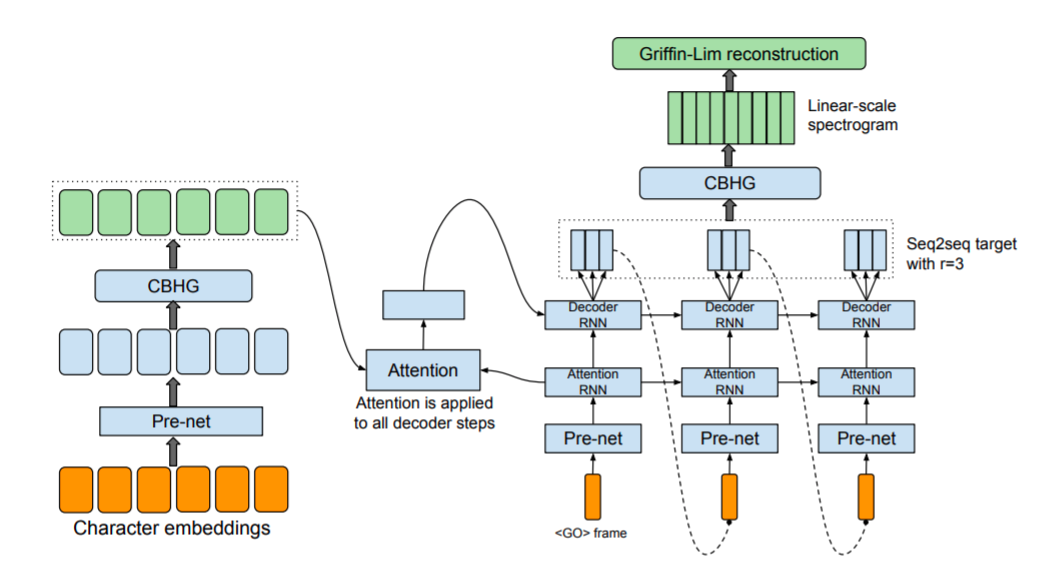 Griffin-Lim reconstruction
Linear-scale
spectrogram
CBHG
Seq2seq target
with r=3
CBHG
Decoder
RNN
Decoder
RNN
Decoder
RNN
Attention
Attention
RNN
Attention
RNN
Attention
RNN
Attention is applied
to all decoder steps
Pre-net
Pre-net
Pre-net
Pre-net
Character embeddings
<GO> frame